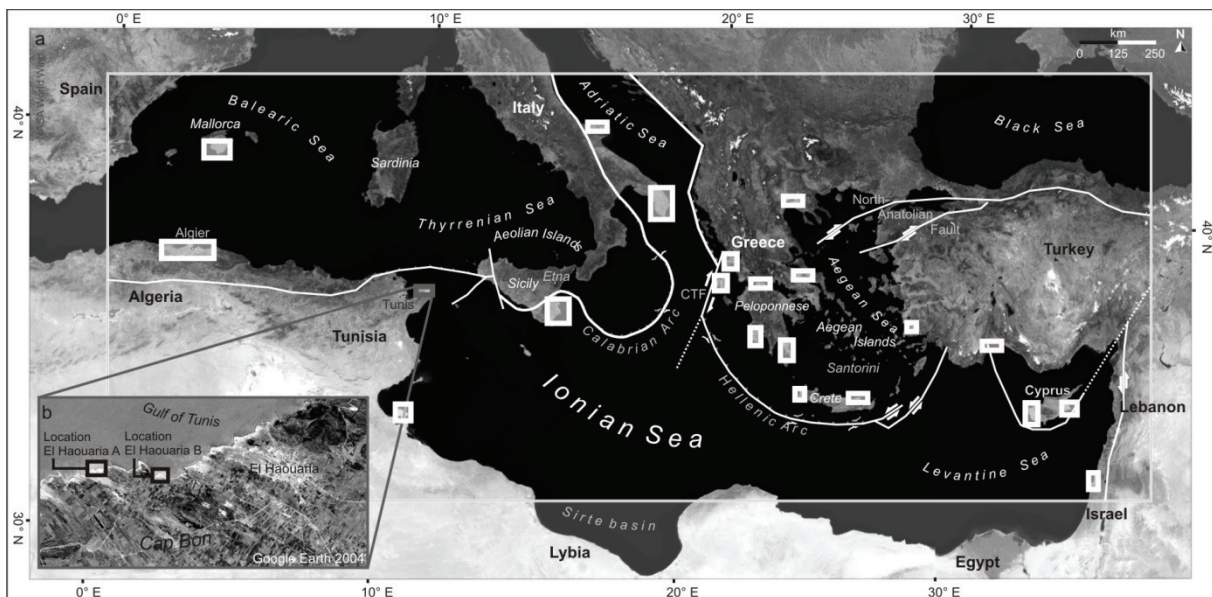 0° E
10° E
20° E
30° E
a
km
N
0 125 250
Spain
40° N
Balearic Sea
Mallorca
Sardinia
Italy
Adriatic Sea
Black Sea
Thyrrenian Sea
Aeolian Islands
North-
Anatolian
Fault
40° N
Algier
Greece
Turkey
Algeria
Sicily
Etna
CTF
Aegean Sea
Tunis
Peloponnese
Tunisia
Calabrian Arc
Aegean
Islands
Santorini
b
Ionian Sea
Hellenic Arc
Crete
Cyprus
Lebanon
Gulf of Tunis
Location
El Haouaria A
Location
El Haouaria B
El Haouaria
Levantine Sea
Cap Bon
Google Earth 2004
30° N
Sirte basin
Israel
Lybia
Egypt
0° E
10° E
20° E
30° E